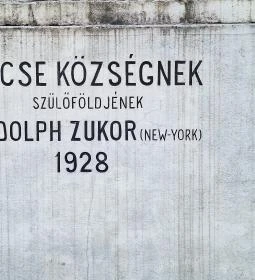 CSE KÖZSÉGNEK
SZÜLŐFÖLDJÉNEK
DOLPH ZUKOR (NEW-YORK)
1928